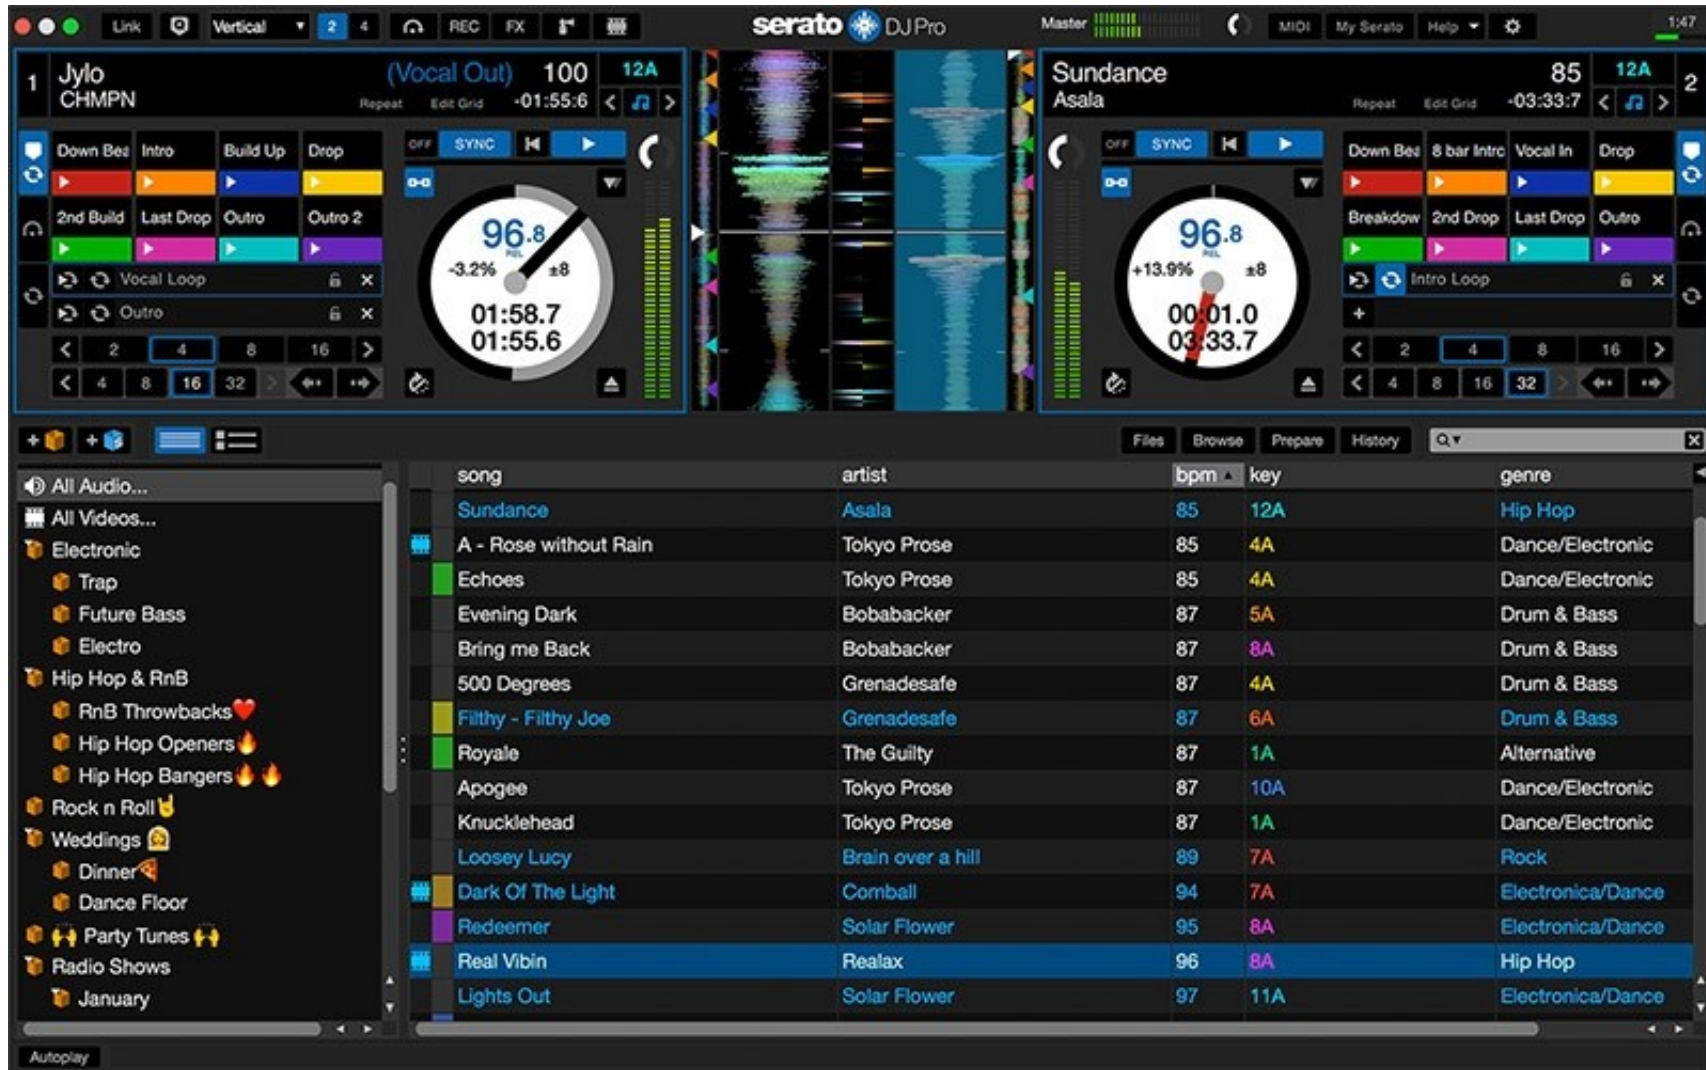 Link Vertical 2 4 REC FX serato DJ Pro Master MIDI My Serato Help 1:47
1 Jylo (Vocal Out) 100 12A
CHMPN Repeat Edit Grid -01:55:6
Down Bea Intro Build Up Drop
OFF SYNC
2nd Build Last Drop Outro Outro 2
96.8
REL
-3.2% ±8
01:58.7
01:55.6
Vocal Loop
Outro
2 4 8 16
4 8 16 32
Sundance 85 12A 2
Asala Repeat Edit Grid -03:33:7
OFF SYNC
Down Bea 8 bar Intro Vocal In Drop
Breakdow 2nd Drop Last Drop Outro
96.8
REL
+13.9% ±8
00:01.0
03:33.7
Intro Loop
2 4 8 16
4 8 16 32
Files Browse Prepare History
All Audio...
All Videos...
Electronic
Trap
Future Bass
Electro
Hip Hop & RnB
RnB Throwbacks❤️
Hip Hop Openers🔥
Hip Hop Bangers🔥🔥
Rock n Roll🤘
Weddings 👰
Dinner🍕
Dance Floor
🙌 Party Tunes 🙌
Radio Shows
January
song artist bpm key genre
Sundance Asala 85 12A Hip Hop
A - Rose without Rain Tokyo Prose 85 4A Dance/Electronic
Echoes Tokyo Prose 85 4A Dance/Electronic
Evening Dark Bobabacker 87 5A Drum & Bass
Bring me Back Bobabacker 87 8A Drum & Bass
500 Degrees Grenadesafe 87 4A Drum & Bass
Filthy - Filthy Joe Grenadesafe 87 6A Drum & Bass
Royale The Guilty 87 1A Alternative
Apogee Tokyo Prose 87 10A Dance/Electronic
Knucklehead Tokyo Prose 87 1A Dance/Electronic
Loosey Lucy Brain over a hill 89 7A Rock
Dark Of The Light Comball 94 7A Electronica/Dance
Redeemer Solar Flower 95 8A Electronica/Dance
Real Vibin Realax 96 8A Hip Hop
Lights Out Solar Flower 97 11A Electronica/Dance
Autoplay